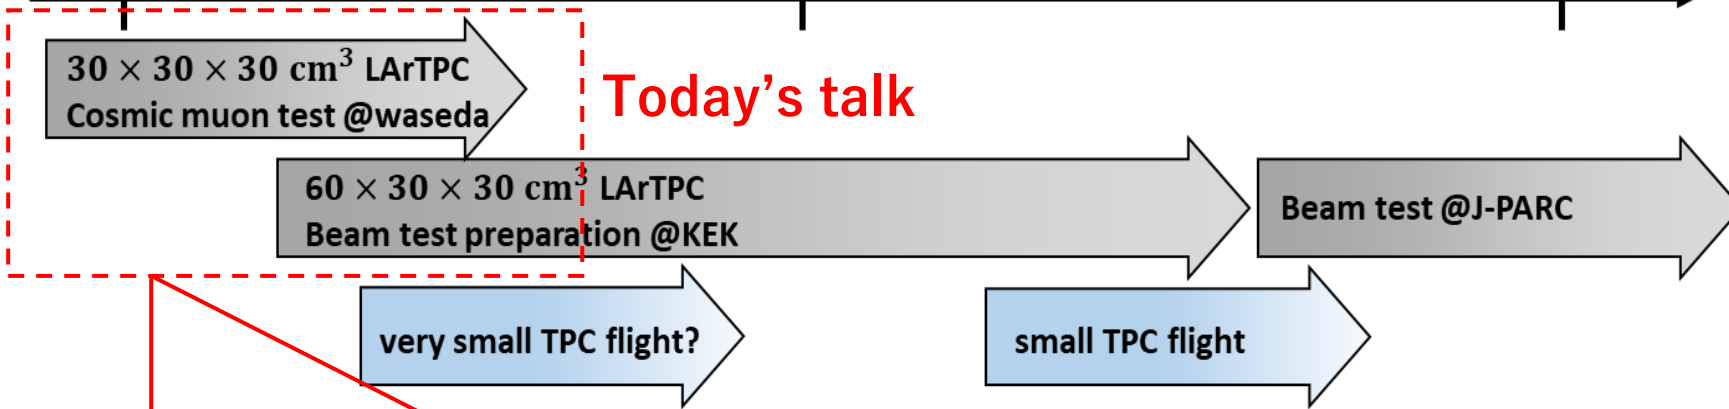 30 × 30 × 30 cm³ LArTPC
Cosmic muon test @waseda
Today's talk
60 × 30 × 30 cm³ LArTPC
Beam test preparation @KEK
Beam test @J-PARC
very small TPC flight?
small TPC flight